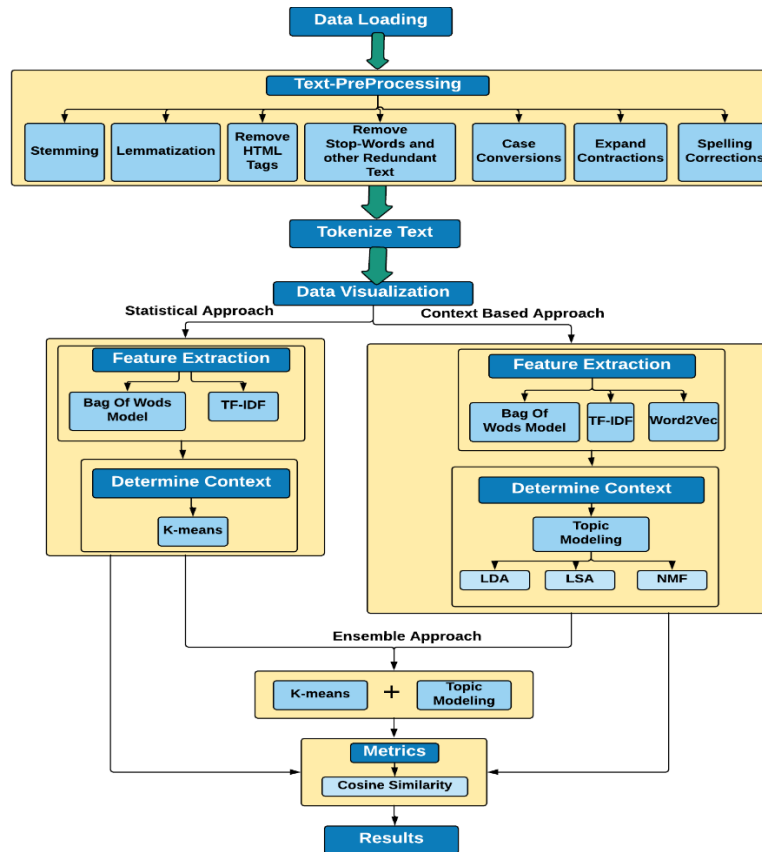 Data Loading
Text-PreProcessing
Stemming
Lemmatization
Remove
HTML
Tags
Remove
Stop-Words and
other Redundant
Text
Case
Conversions
Expand
Contractions
Spelling
Corrections
Tokenize Text
Data Visualization
Statistical Approach
Context Based Approach
Feature Extraction
Bag Of Wods
Model
TF-IDF
Determine Context
K-means
Feature Extraction
Bag Of
Wods Model
TF-IDF
Word2Vec
Determine Context
Topic
Modeling
LDA
LSA
NMF
Ensemble Approach
K-means
+
Topic
Modeling
Metrics
Cosine Similarity
Results